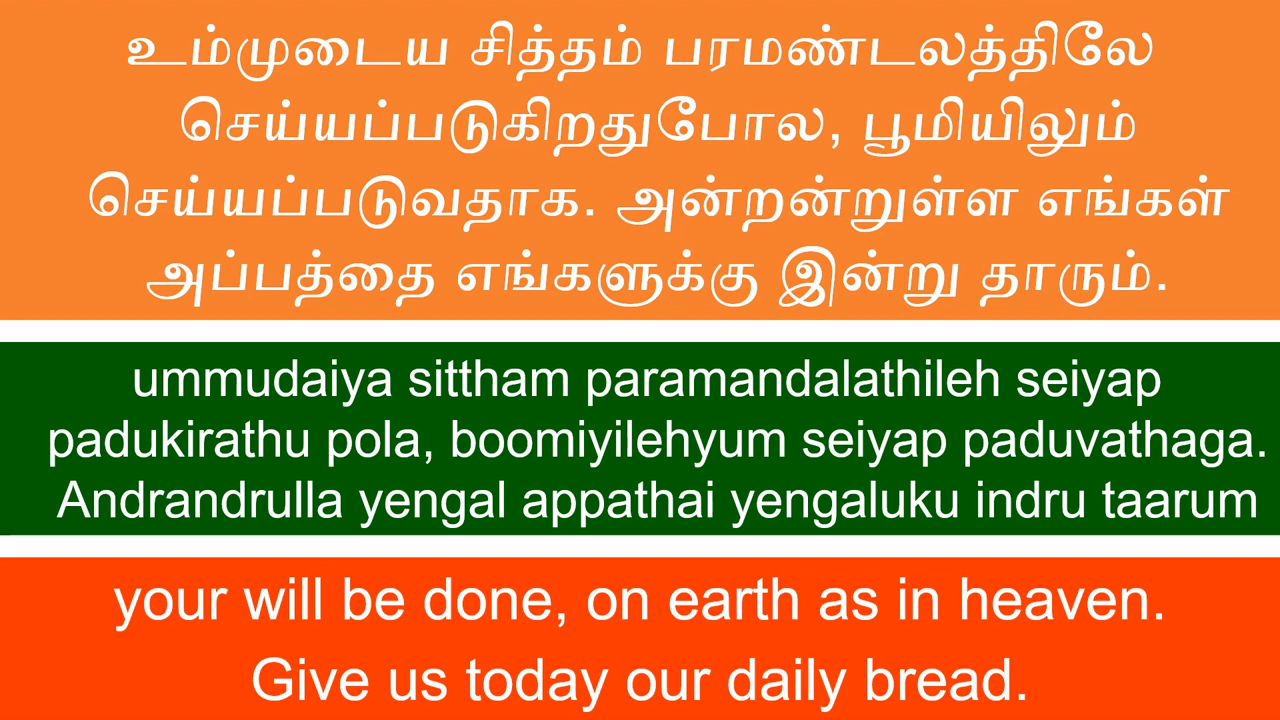 உம்முடைய சித்தம் பரமண்டலத்திலே
செய்யப்படுகிறதுபோல, பூமியிலும்
செய்யப்படுவதாக. அன்றன்றுள்ள எங்கள்
அப்பத்தை எங்களுக்கு இன்று தாரும்.
ummudaiya sittham paramandalathileh seiyap
padukirathu pola, boomiyilehyum seiyap paduvathaga.
Andrandrulla yengal appathai yengaluku indru taarum
your will be done, on earth as in heaven.
Give us today our daily bread.